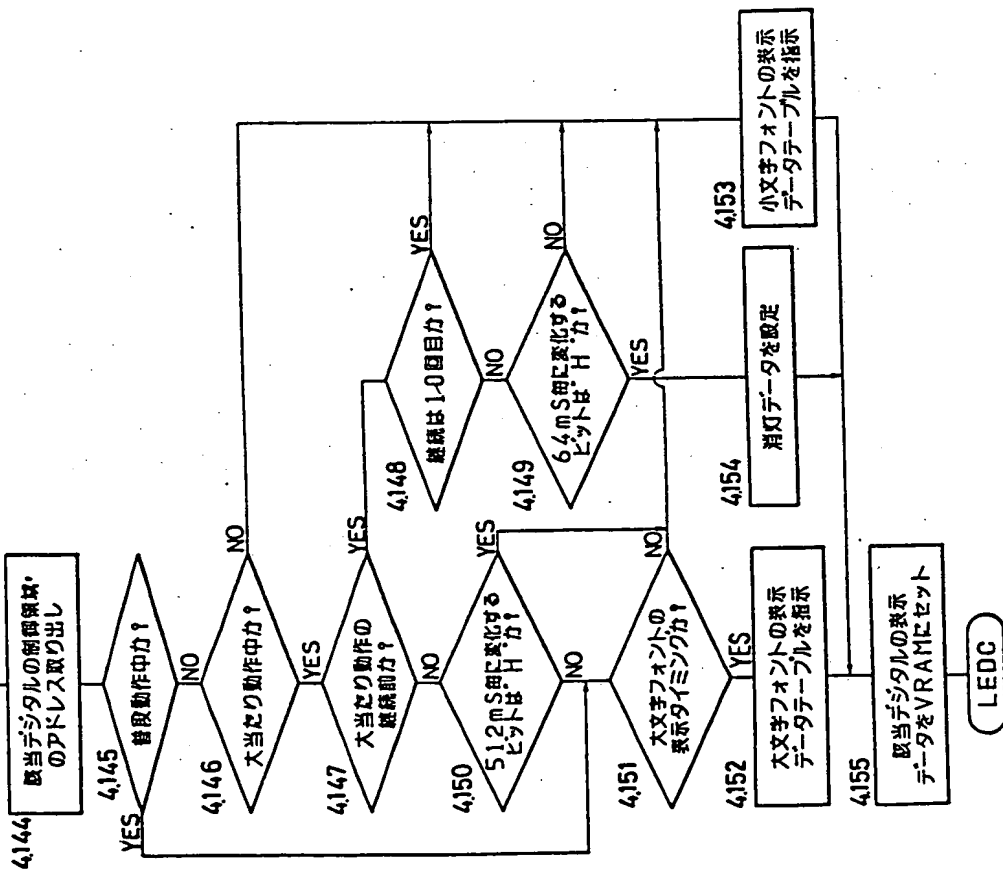 4,144
該当デジタルの制御領域・
のアドレス取り出し
4,145
普段動作中か?
YES
NO
4,146
大当たり動作中か?
NO
YES
4,147
大当たり動作の
継続前か?
YES
NO
4,148
継続は10回目か?
YES
NO
4,149
64mS毎に変化する
ビットは"H"か?
NO
YES
4,150
512mS毎に変化する
ビットは"H"か?
YES
NO
4,151
大文字フォントの
表示タイミングか?
NO
YES
4,152
大文字フォントの表示
データテーブルを指示
4,154
消灯データを設定
4,153
小文字フォントの表示
データテーブルを指示
4,155
該当デジタルの表示
データをVRAMにセット
LEDC